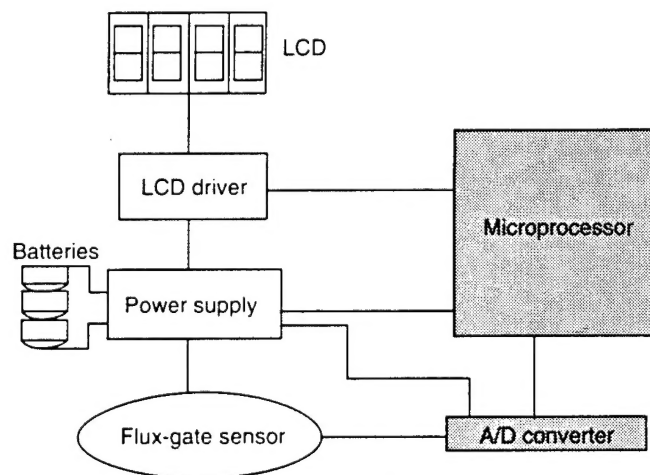 LCD
LCD driver
Microprocessor
Batteries
Power supply
Flux-gate sensor
A/D converter